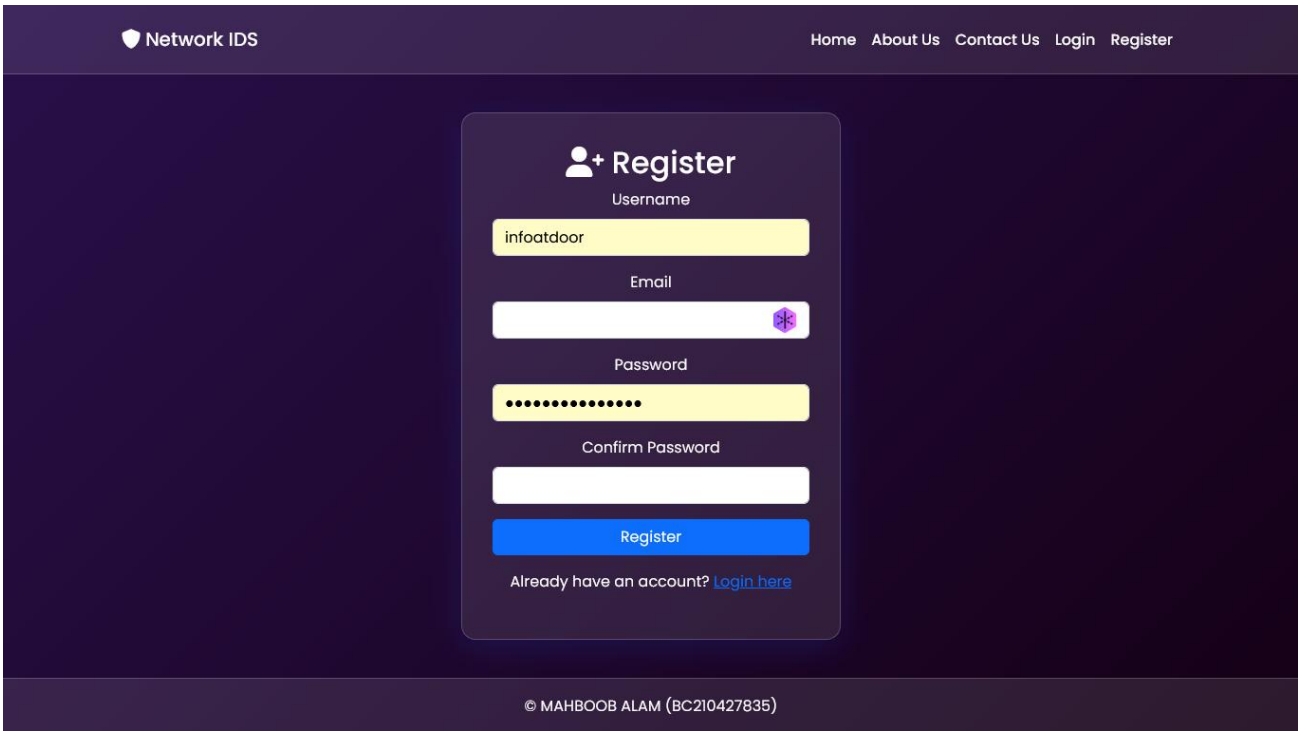 Network IDS
Home About Us Contact Us Login Register
Register
Username
infoatdoor
Email
Password
•••••••••••••••
Confirm Password
Register
Already have an account? Login here
© MAHBOOB ALAM (BC210427835)